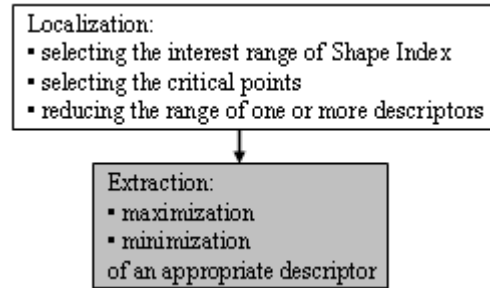 Localization:
▪ selecting the interest range of Shape Index
▪ selecting the critical points
▪ reducing the range of one or more descriptors
Extraction:
▪ maximization
▪ minimization
of an appropriate descriptor